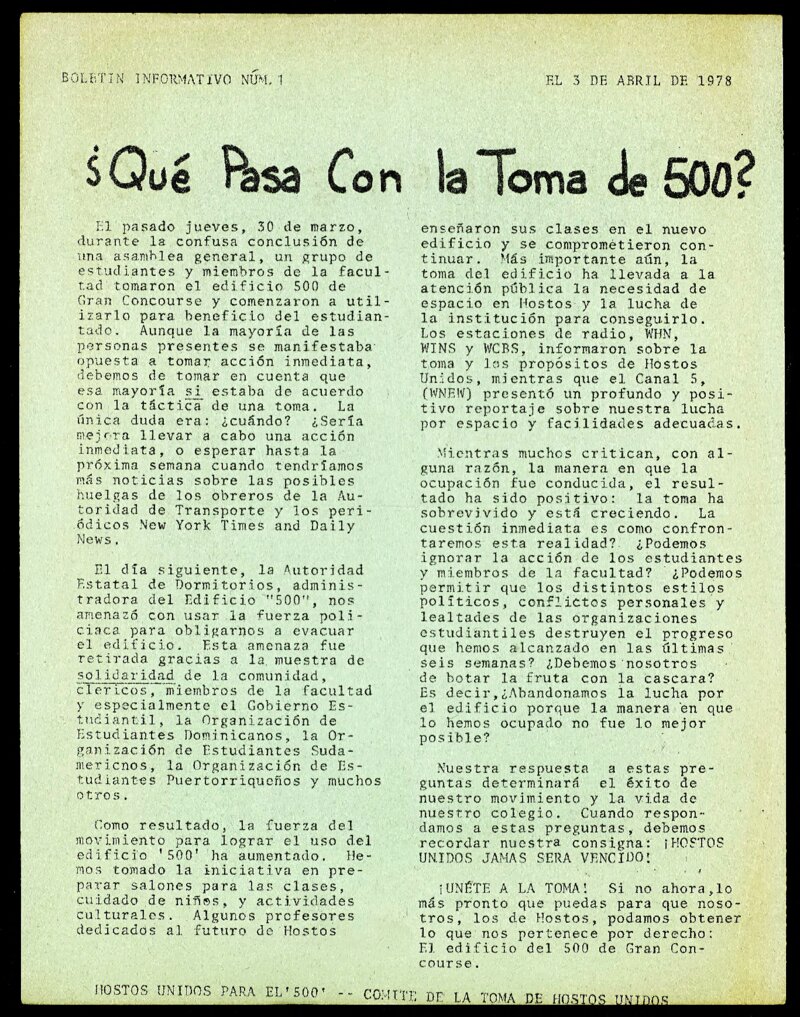 BOLETIN INFORMATIVO NÚM. 1
EL 3 DE ABRIL DE 1978
¿Qué Pasa Con la Toma de 500?
El pasado jueves, 30 de marzo,
durante la confusa conclusión de
una asamblea general, un grupo de
estudiantes y miembros de la facul-
tad tomaron el edificio 500 de
Gran Concourse y comenzaron a util-
izarlo para beneficio del estudian-
tado. Aunque la mayoría de las
personas presentes se manifestaba
opuesta a tomar acción inmediata,
debemos de tomar en cuenta que
esa mayoría si estaba de acuerdo
con la táctica de una toma. La
única duda era: ¿cuándo? ¿Sería
mejora llevar a cabo una acción
inmediata, o esperar hasta la
próxima semana cuando tendríamos
más noticias sobre las posibles
huelgas de los obreros de la Au-
toridad de Transporte y los peri-
ódicos New York Times and Daily
News.
El día siguiente, la Autoridad
Estatal de Dormitorios, adminis-
tradora del Edificio "500", nos
amenazó con usar la fuerza poli-
ciaca para obligarnos a evacuar
el edificio. Esta amenaza fue
retirada gracias a la muestra de
solidaridad de la comunidad,
clericos, miembros de la facultad
y especialmente el Gobierno Es-
tudiantil, la Organización de
Estudiantes Dominicanos, la Or-
ganización de Estudiantes Suda-
mericnos, la Organización de Es-
tudiantes Puertorriqueños y muchos
otros.
Como resultado, la fuerza del
movimiento para lograr el uso del
edificio '500' ha aumentado. He-
mos tomado la iniciativa en pre-
parar salones para las clases,
cuidado de niños, y actividades
culturales. Algunos profesores
dedicados al futuro de Hostos
enseñaron sus clases en el nuevo
edificio y se comprometieron con-
tinuar. Más importante aún, la
toma del edificio ha llevada a la
atención pública la necesidad de
espacio en Hostos y la lucha de
la institución para conseguirlo.
Los estaciones de radio, WHN,
WINS y WCBS, informaron sobre la
toma y los propósitos de Hostos
Unidos, mientras que el Canal 5,
(WNEW) presentó un profundo y posi-
tivo reportaje sobre nuestra lucha
por espacio y facilidades adecuadas.
Mientras muchos critican, con al-
guna razón, la manera en que la
ocupación fue conducida, el resul-
tado ha sido positivo: la toma ha
sobrevivido y está creciendo. La
cuestión inmediata es como confron-
taremos esta realidad? ¿Podemos
ignorar la acción de los estudiantes
y miembros de la facultad? ¿Podemos
permitir que los distintos estilos
políticos, conflictos personales y
lealtades de las organizaciones
estudiantiles destruyen el progreso
que hemos alcanzado en las últimas
seis semanas? ¿Debemos nosotros
de botar la fruta con la cascara?
Es decir,¿Abandonamos la lucha por
el edificio porque la manera en que
lo hemos ocupado no fue lo mejor
posible?
Nuestra respuesta a estas pre-
guntas determinará el éxito de
nuestro movimiento y la vida de
nuestro colegio. Cuando respon-
damos a estas preguntas, debemos
recordar nuestra consigna: ¡HOSTOS
UNIDOS JAMAS SERA VENCIDO!
¡UNÉTE A LA TOMA! Si no ahora,lo
más pronto que puedas para que noso-
tros, los de Hostos, podamos obtener
lo que nos pertenece por derecho:
El edificio del 500 de Gran Con-
course.
HOSTOS UNIDOS PARA EL'500' -- COMITE DE LA TOMA DE HOSTOS UNIDOS